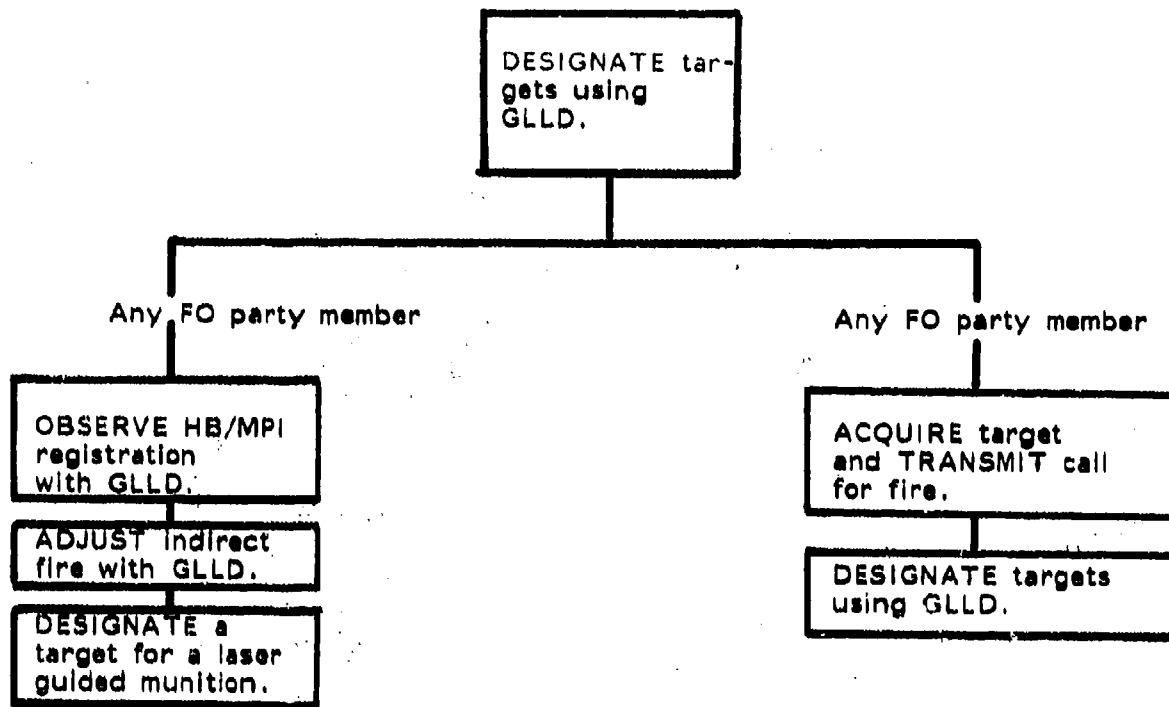 DESIGNATE tar-
gets using
GLLD.
Any FO party member
Any FO party member
OBSERVE HB/MPI
registration
with GLLD.
ADJUST indirect
fire with GLLD.
DESIGNATE a
target for a laser
guided munition.
ACQUIRE target
and TRANSMIT call
for fire.
DESIGNATE targets
using GLLD.